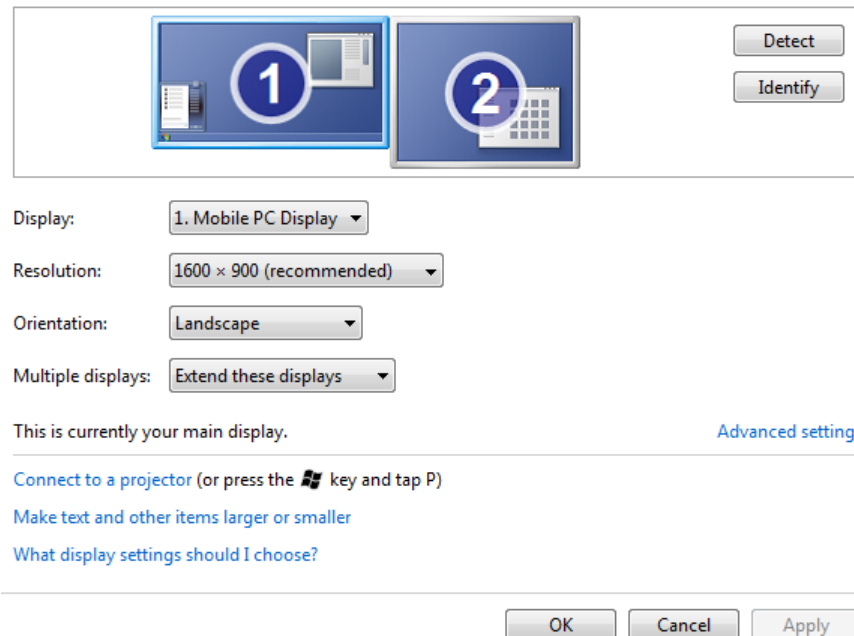 1
2
Detect
Identify
Display:
1. Mobile PC Display
Resolution:
1600 × 900 (recommended)
Orientation:
Landscape
Multiple displays:
Extend these displays
This is currently your main display.
Advanced setting
Connect to a projector (or press the key and tap P)
Make text and other items larger or smaller
What display settings should I choose?
OK
Cancel
Apply